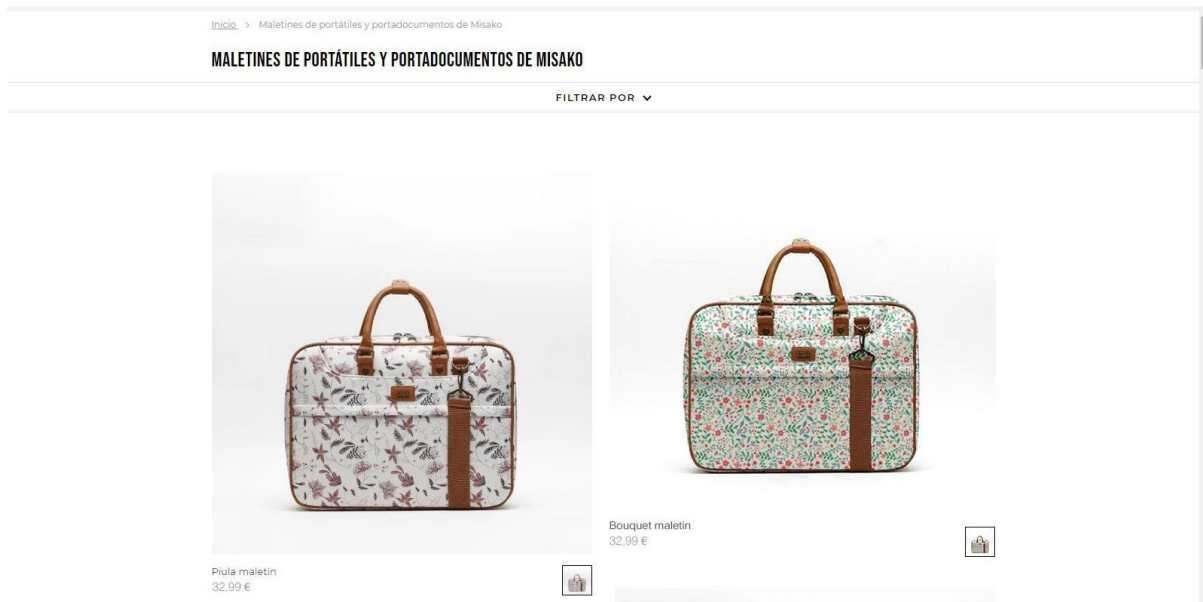 Inicio > Maletines de portátiles y portadocumentos de Misako
MALETINES DE PORTÁTILES Y PORTADOCUMENTOS DE MISAKO
FILTRAR POR
Bouquet maletin
32,99 €
Piula maletín
32,99 €